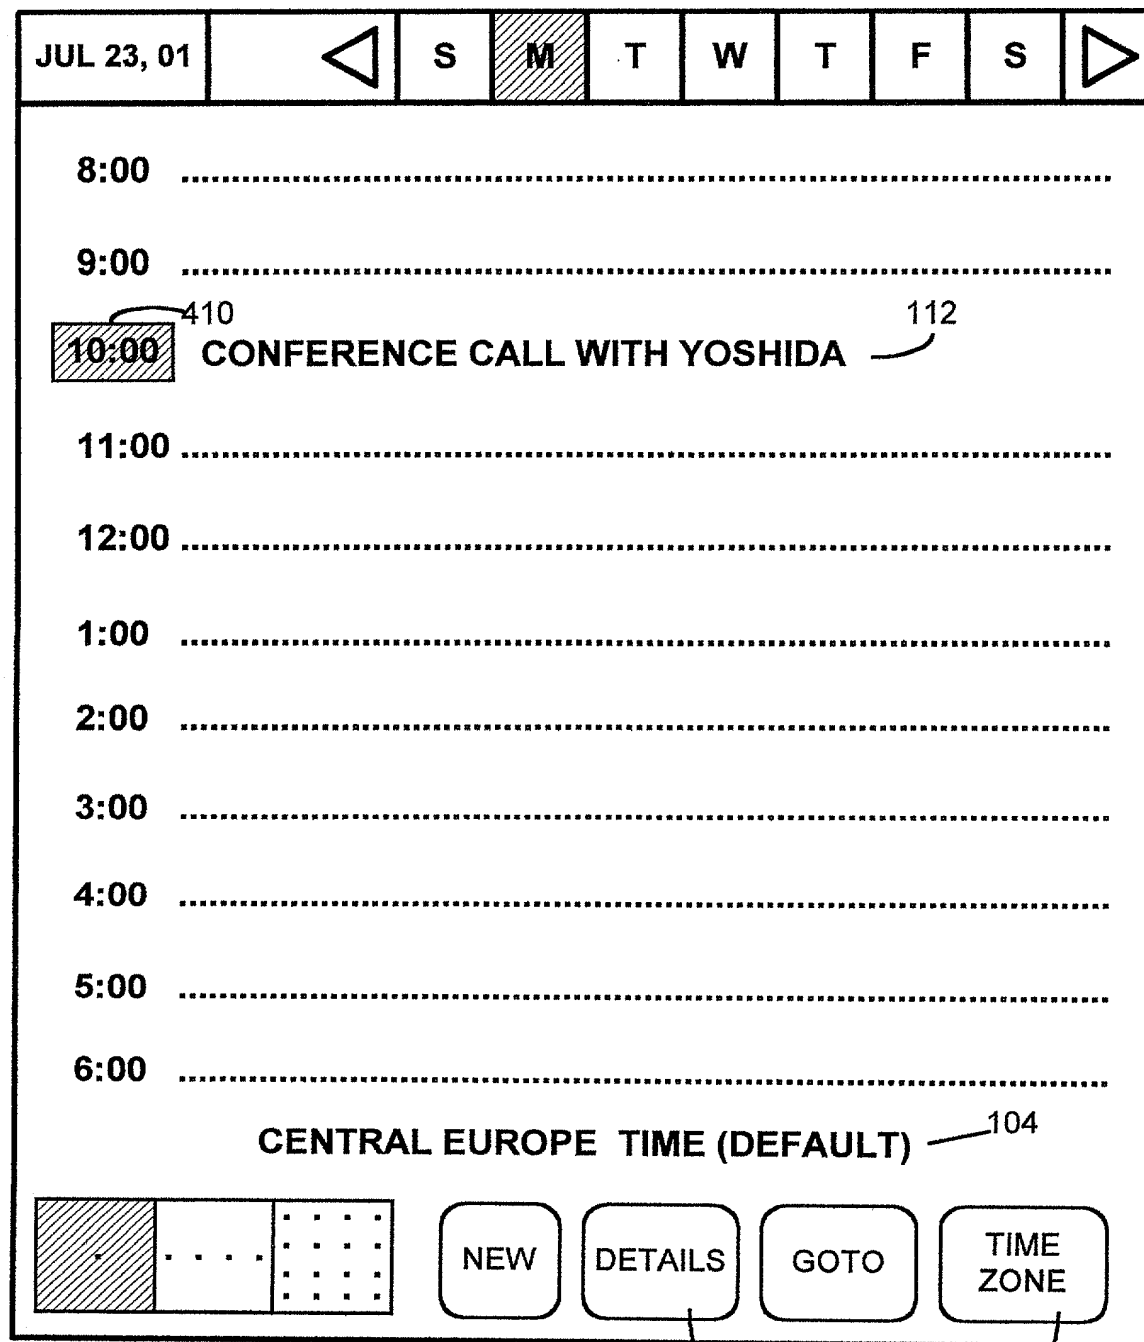 JUL 23, 01 S M T W T F S
8:00
9:00
410
112
10:00 CONFERENCE CALL WITH YOSHIDA
11:00
12:00
1:00
2:00
3:00
4:00
5:00
6:00
104
CENTRAL EUROPE TIME (DEFAULT)
NEW DETAILS GOTO TIME
ZONE